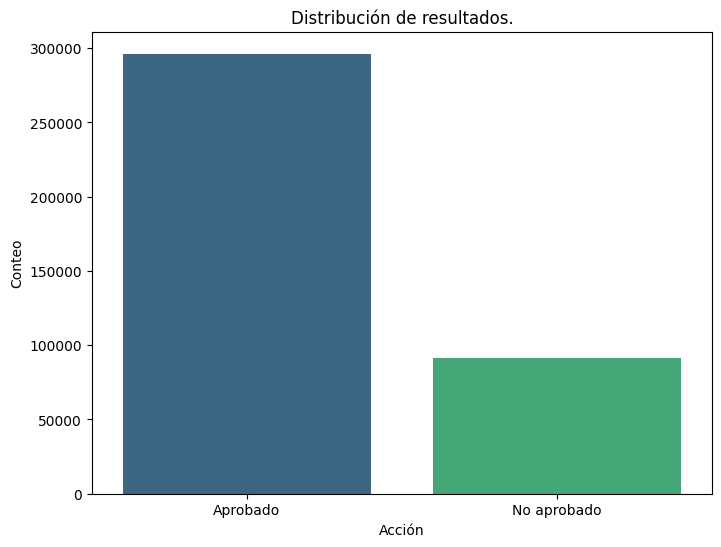 Distribución de resultados.
300000
250000
200000
150000
100000
50000
0
Conteo
Aprobado
No aprobado
Acción